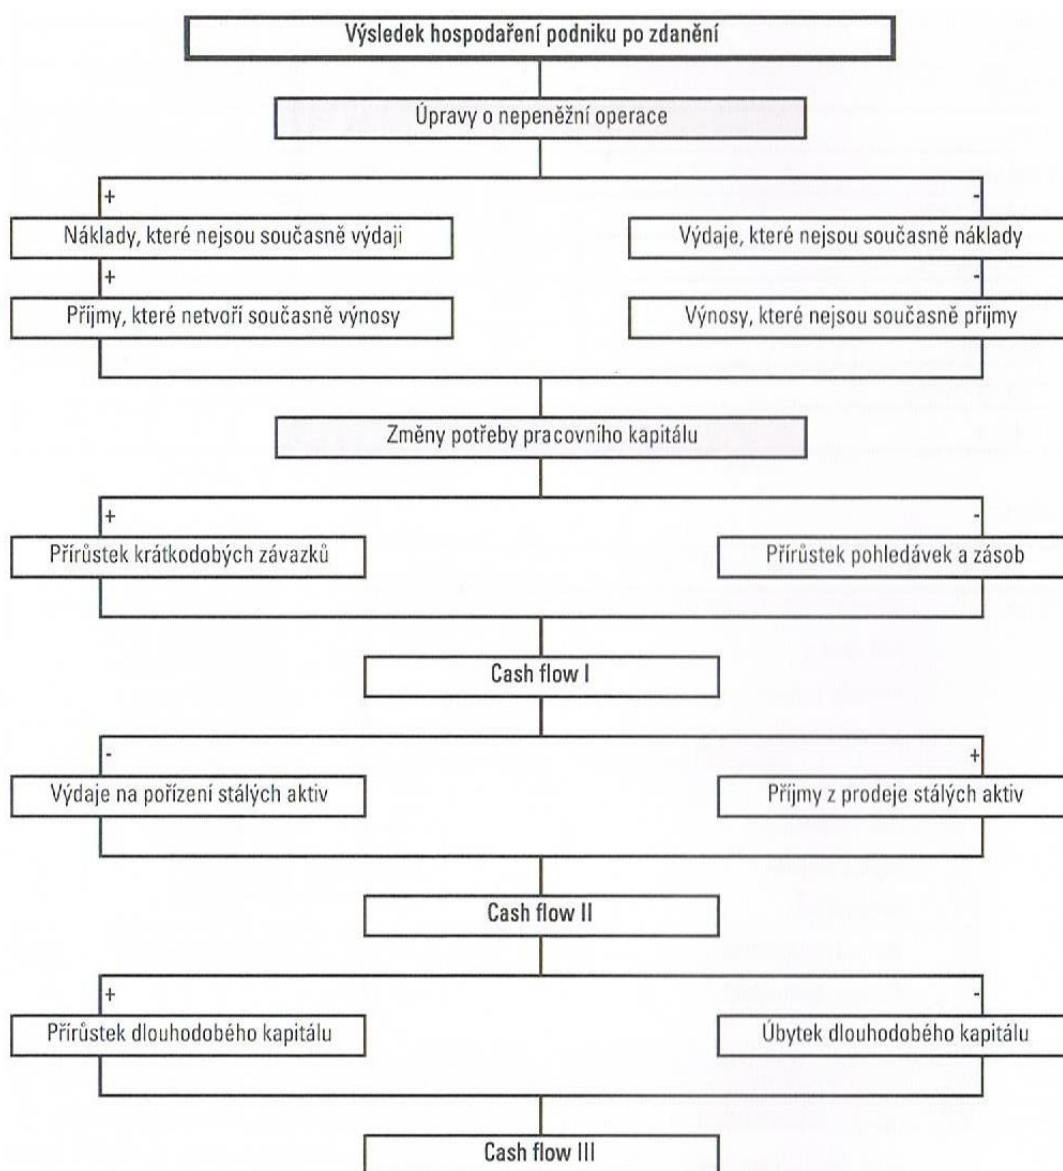 Výsledek hospodaření podniku po zdanění
Úpravy o nepeněžní operace
+ -
Náklady, které nejsou současně výdaji Výdaje, které nejsou současně náklady
+ -
Příjmy, které netvoří současně výnosy Výnosy, které nejsou současně příjmy
Změny potřeby pracovního kapitálu
+ -
Přírůstek krátkodobých závazků Přírůstek pohledávek a zásob
Cash flow I
- +
Výdaje na pořízení stálých aktiv Příjmy z prodeje stálých aktiv
Cash flow II
+ -
Přírůstek dlouhodobého kapitálu Úbytek dlouhodobého kapitálu
Cash flow III